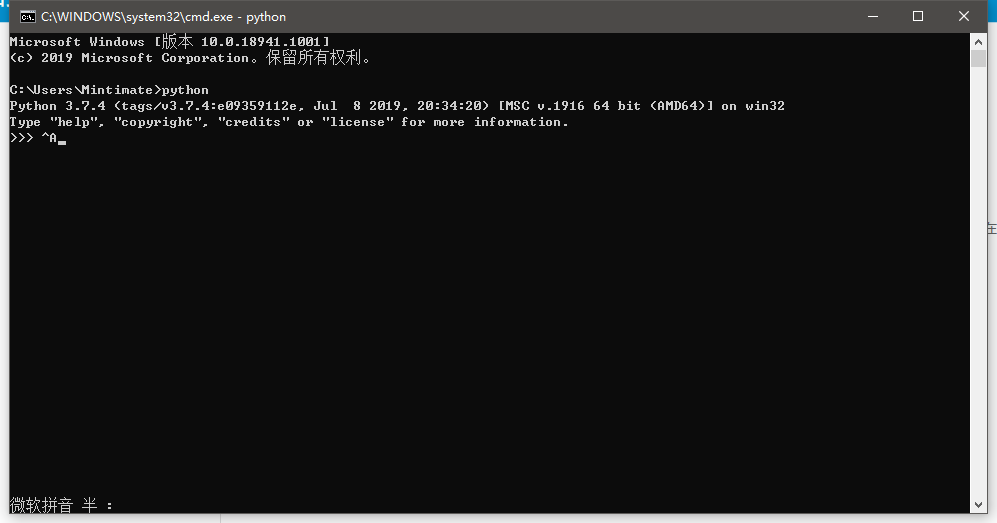 C:\WINDOWS\system32\cmd.exe - python
Microsoft Windows [版本 10.0.18941.1001]
(c) 2019 Microsoft Corporation。保留所有权利。
C:\Users\Mintimate>python
Python 3.7.4 (tags/v3.7.4:e09359112e, Jul  8 2019, 20:34:20) [MSC v.1916 64 bit (AMD64)] on win32
Type "help", "copyright", "credits" or "license" for more information.
>>> ^A
在
微软拼音 半 :